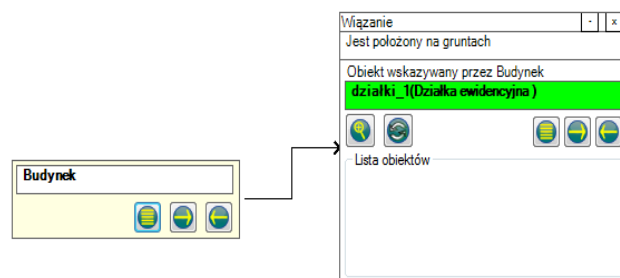 Wiązanie
- x
Jest położony na gruntach
Obiekt wskazywany przez Budynek
działki_1(Działka ewidencyjna )
Lista obiektów
Budynek